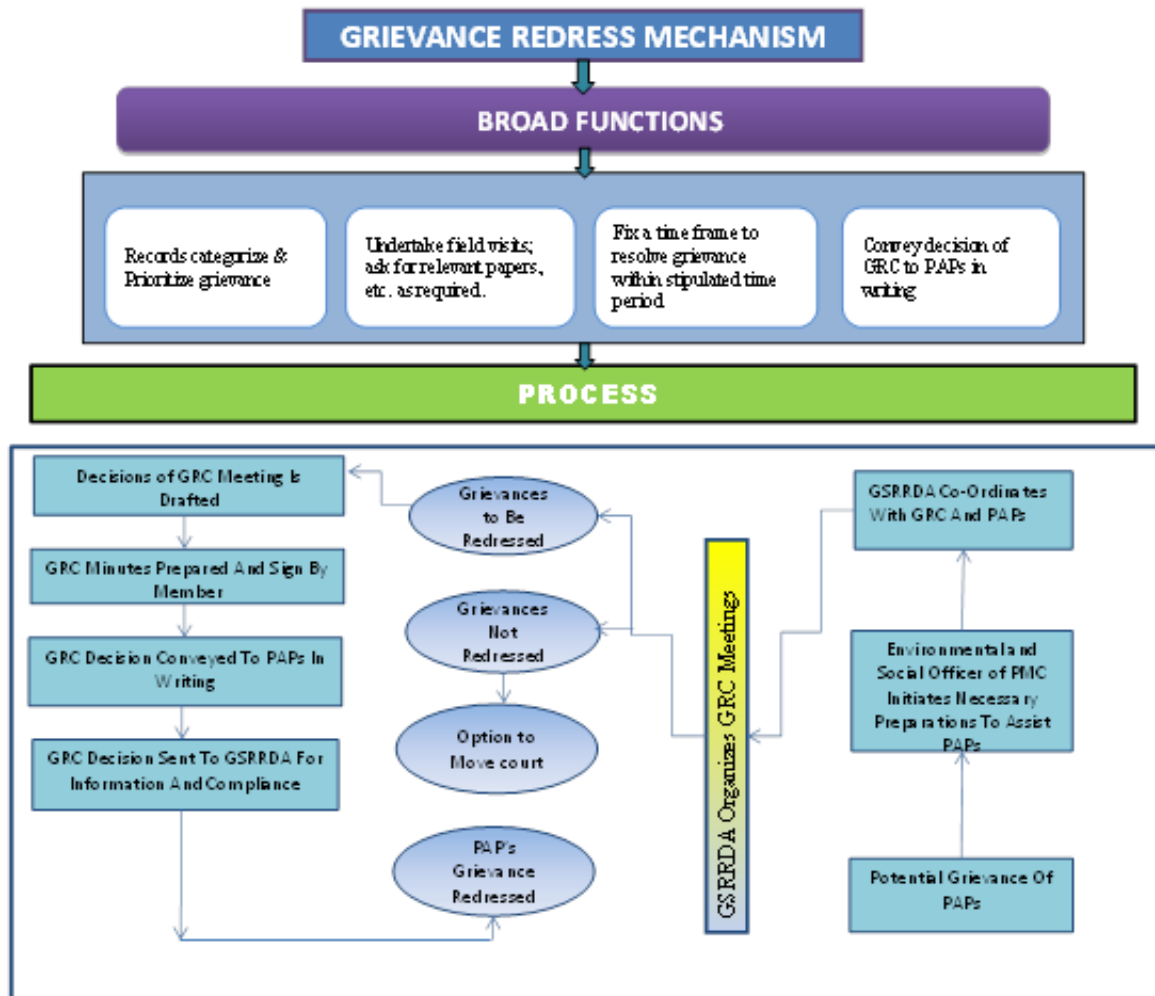 GRIEVANCE REDRESS MECHANISM
BROAD FUNCTIONS
Records categorize &
Prioritize grievance
Undertake field visits;
ask for relevant papers,
etc. as required.
Fix a time frame to
resolve grievance
within stipulated time
period
Convey decision of
GRC to PAPs in
writing
PROCESS
Decisions of GRC Meeting Is
Drafted
GRC Minutes Prepared And Sign By
Member
GRC Decision Conveyed To PAPs In
Writing
GRC Decision Sent To GSRRDA For
Information And Compliance
Grievances
to Be
Redressed
Grievances
Not
Redressed
Option to
Move court
PAP's
Grievance
Redressed
GSRRDA Organizes GRC Meetings
GSRRDA Co-Ordinates
With GRC And PAPs
Environmental and
Social Officer of PMC
Initiates Necessary
Preparations To Assist
PAPs
Potential Grievance Of
PAPs